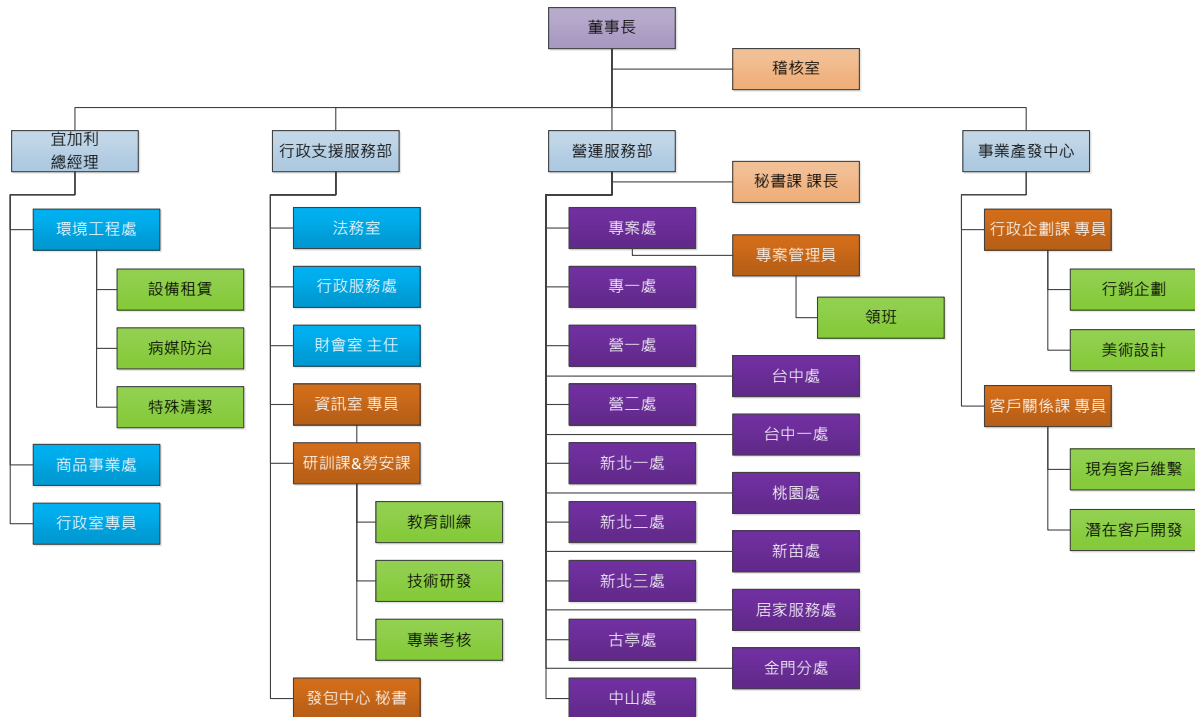 董事長
稽核室
宜加利
總經理
行政支援服務部
營運服務部
事業產發中心
環境工程處
設備租賃
病媒防治
特殊清潔
商品事業處
行政室專員
法務室
行政服務處
財會室 主任
資訊室 專員
研訓課&勞安課
教育訓練
技術研發
專業考核
發包中心 秘書
秘書課 課長
專案處
專案管理員
領班
專一處
營一處
台中處
營二處
台中一處
新北一處
桃園處
新北二處
新苗處
新北三處
居家服務處
古亭處
金門分處
中山處
行政企劃課 專員
行銷企劃
美術設計
客戶關係課 專員
現有客戶維繫
潛在客戶開發